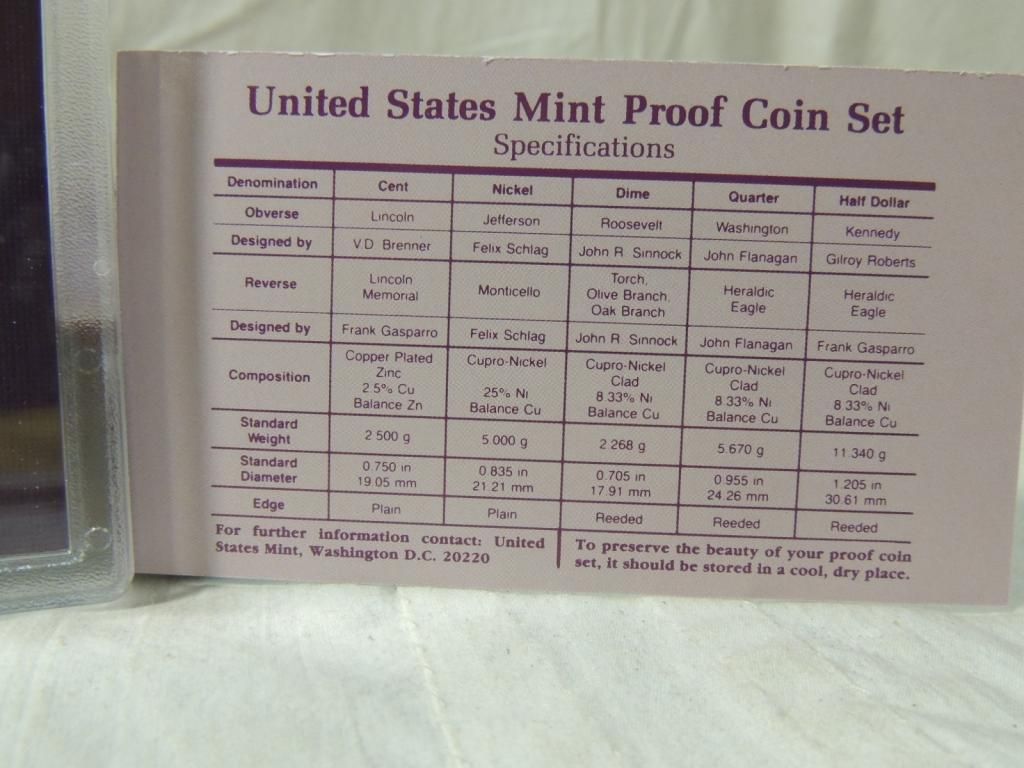 United States Mint Proof Coin Set
Specifications
Denomination Cent Nickel Dime Quarter Half Dollar
Obverse Lincoln Jefferson Roosevelt Washington Kennedy
Designed by V.D. Brenner Felix Schlag John R. Sinnock John Flanagan Gilroy Roberts
Reverse Lincoln Memorial Monticello Torch, Olive Branch, Oak Branch Heraldic Eagle Heraldic Eagle
Designed by Frank Gasparro Felix Schlag John R. Sinnock John Flanagan Frank Gasparro
Composition Copper Plated Zinc 2.5% Cu Balance Zn Cupro-Nickel 25% Ni Balance Cu Cupro-Nickel Clad 8.33% Ni Balance Cu Cupro-Nickel Clad 8.33% Ni Balance Cu Cupro-Nickel Clad 8.33% Ni Balance Cu
Standard Weight 2.500 g 5.000 g 2.268 g 5.670 g 11.340 g
Standard Diameter 0.750 in 19.05 mm 0.835 in 21.21 mm 0.705 in 17.91 mm 0.955 in 24.26 mm 1.205 in 30.61 mm
Edge Plain Plain Reeded Reeded Reeded
For further information contact: United
States Mint, Washington D.C. 20220
To preserve the beauty of your proof coin
set, it should be stored in a cool, dry place.